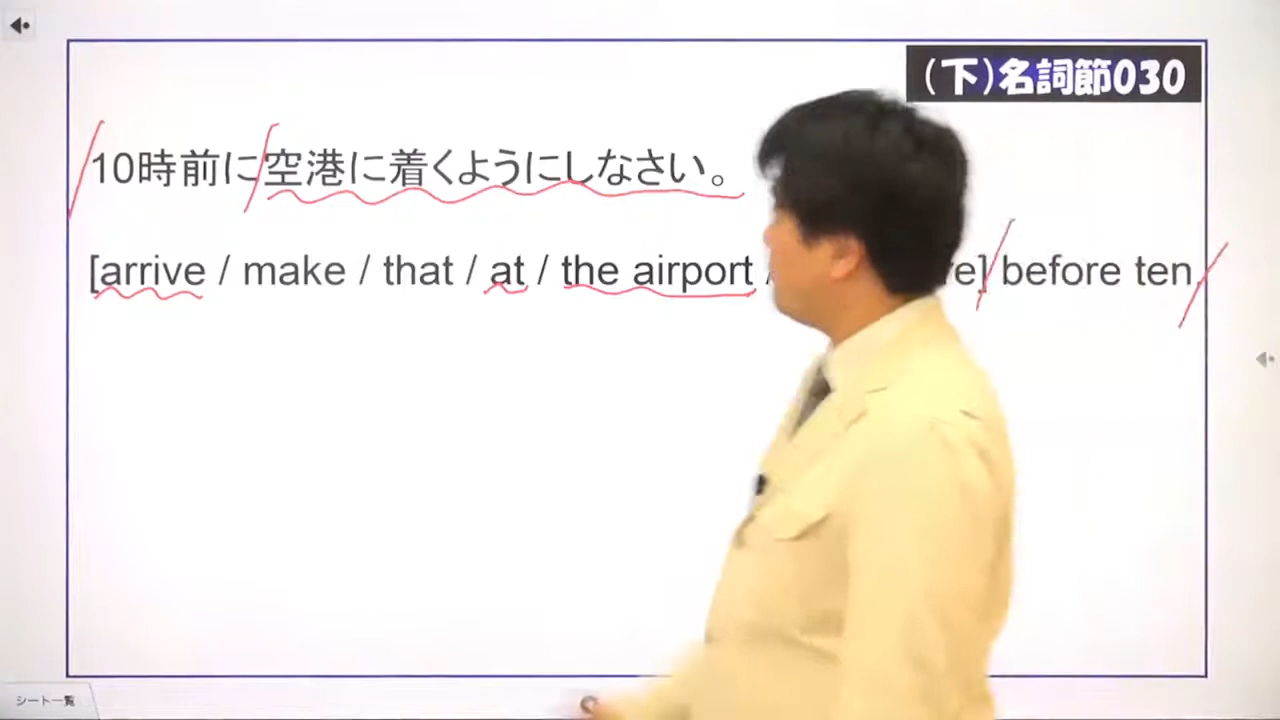 (下)名詞節030
10時前に空港に着くようにしなさい。
[arrive / make / that / at / the airport / before ten
シート一覧